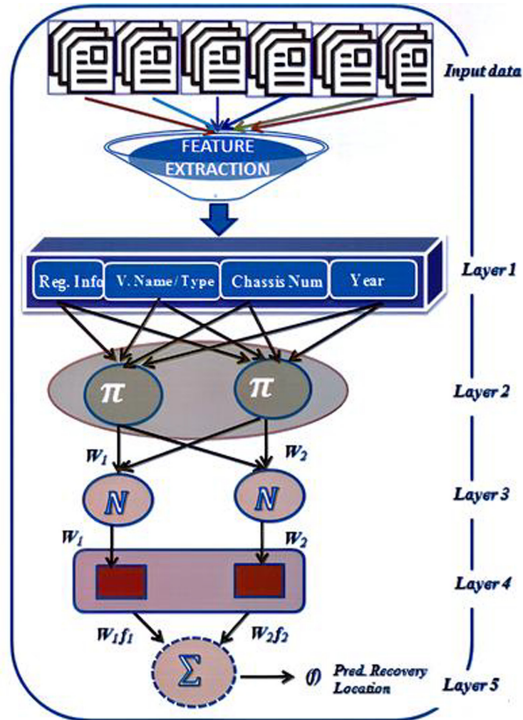 Input data
FEATURE
EXTRACTION
Layer 1
Reg. Info V. Name/Type Chassis Num Year
π π
Layer 2
W1 W2
N N
Layer 3
W1 W2
Layer 4
W1f1 W2f2
Σ
(f) Pred. Recovery
Location
Layer 5